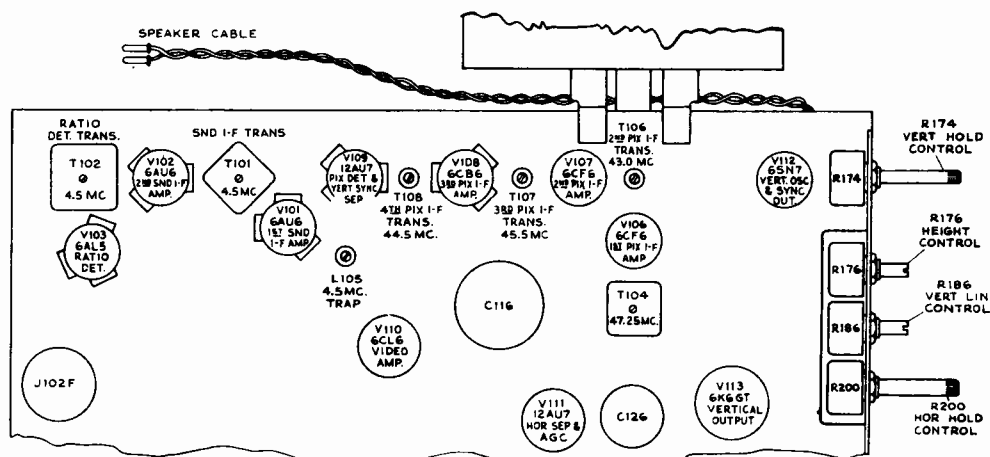 SPEAKER CABLE
RATIO
DET. TRANS.
T102
4.5 MC
V102
6AU6
2ND SND I-F
AMP.
SND I-F TRANS
T101
4.5MC
V101
6AU6
1ST SND
I-F AMP.
V103
6AL5
RATIO
DET.
V109
12AU7
PIX DET &
VERT SYNC
SEP
T108
4TH PIX I-F
TRANS.
44.5 MC.
V108
6CB6
3RD PIX I-F
AMP.
T107
3RD PIX I-F
TRANS.
45.5 MC.
V107
6CF6
2ND PIX I-F
AMP.
T106
2ND PIX I-F
TRANS.
43.0 MC
V106
6CF6
1ST PIX I-F
AMP
V112
6SN7
VERT. OSC
& SYNC
OUT.
R174
R174
VERT HOLD
CONTROL
R176
R176
HEIGHT
CONTROL
R186
R186
VERT LIN
CONTROL
R200
R200
HOR HOLD
CONTROL
L105
4.5 MC.
TRAP
C116
T104
47.25MC.
V110
6CL6
VIDEO
AMP.
J102F
V111
12AU7
HOR SEP &
AGC
C126
V113
6K6GT
VERTICAL
OUTPUT